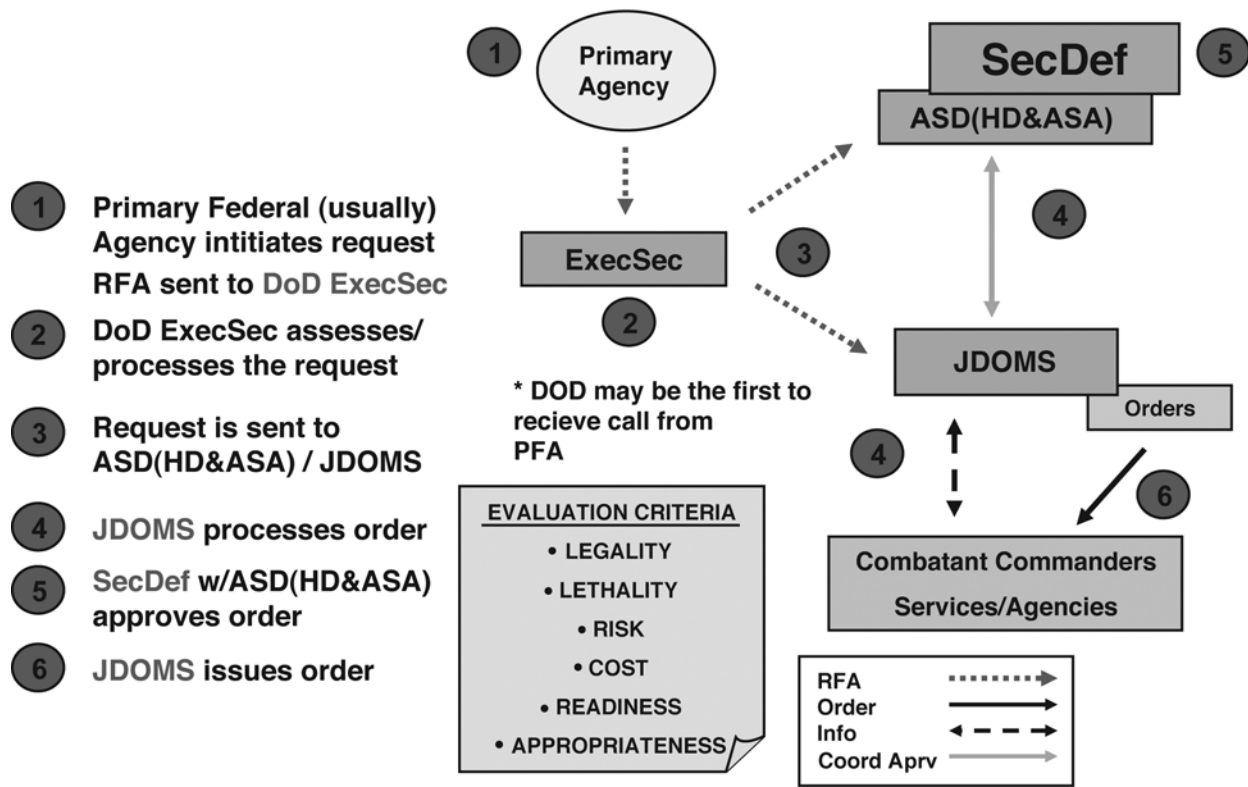 1
Primary
Agency
SecDef
5
ASD(HD&ASA)
1
Primary Federal (usually)
Agency intitiates request
RFA sent to DoD ExecSec
2
DoD ExecSec assesses/
processes the request
3
Request is sent to
ASD(HD&ASA) / JDOMS
4
JDOMS processes order
5
SecDef w/ASD(HD&ASA)
approves order
6
JDOMS issues order
ExecSec
2
3
4
* DOD may be the first to
recieve call from
PFA
JDOMS
Orders
4
6
EVALUATION CRITERIA
• LEGALITY
• LETHALITY
• RISK
• COST
• READINESS
• APPROPRIATENESS
Combatant Commanders
Services/Agencies
RFA
Order
Info
Coord Aprv